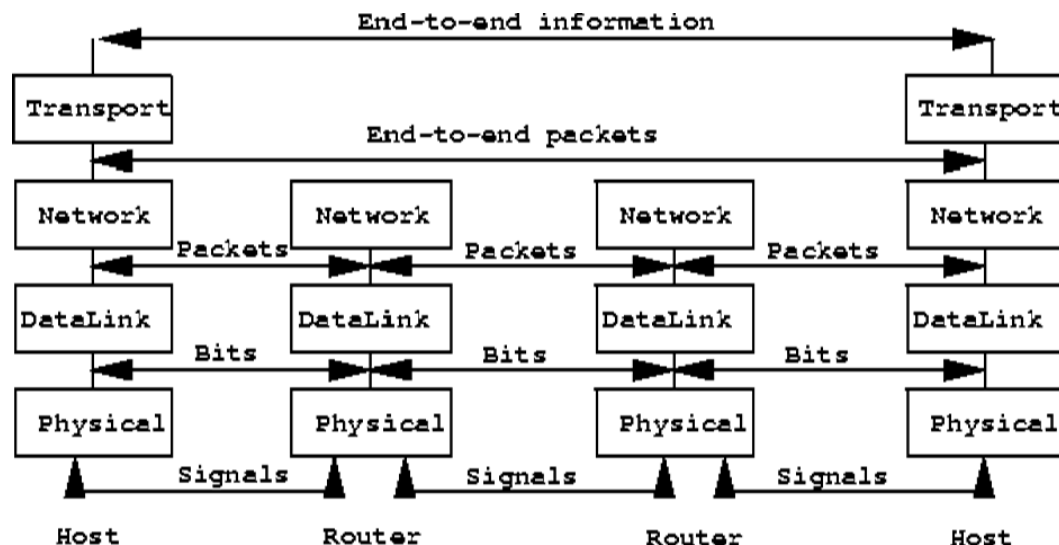 End-to-end information
Transport Transport
End-to-end packets
Network Network Network Network
Packets Packets Packets
DataLink DataLink DataLink DataLink
Bits Bits Bits
Physical Physical Physical Physical
Signals Signals Signals
Host Router Router Host